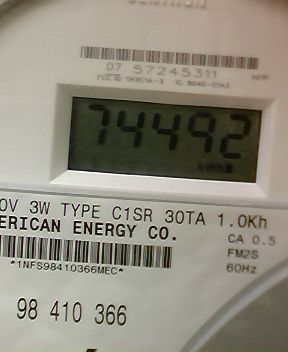 07 57245311
74492
kWh
0V 3W TYPE C1SR 30TA 1.0Kh
ERICAN ENERGY CO.
CA 0.5
FM2S
*1NFS98410366MEC*
60Hz
98 410 366